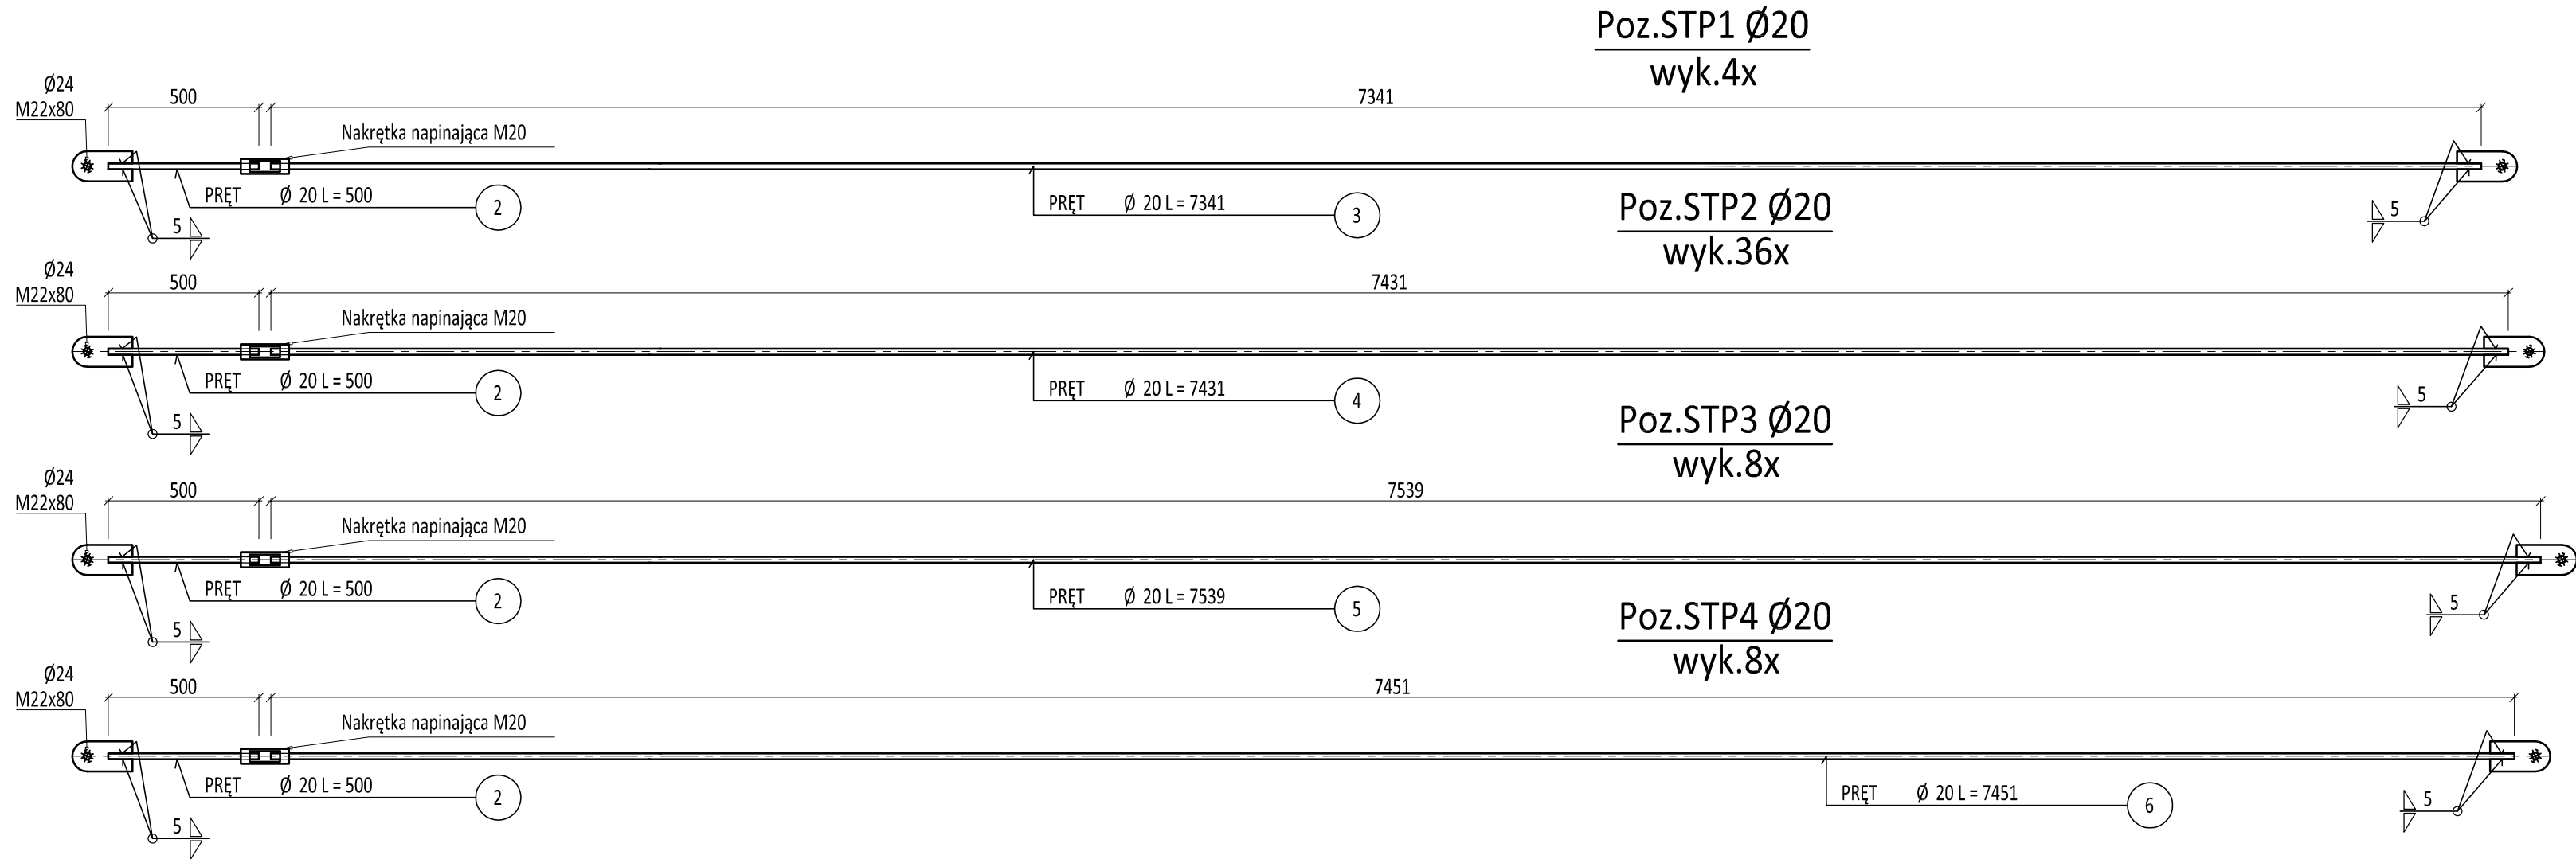 Poz.STP1 Ø20
wyk.4x
Ø24
M22x80
500
7341
Nakrętka napinająca M20
PRĘT Ø 20 L = 500
2
PRĘT Ø 20 L = 7341
3
5
5
Poz.STP2 Ø20
wyk.36x
Ø24
M22x80
500
7431
Nakrętka napinająca M20
PRĘT Ø 20 L = 500
2
PRĘT Ø 20 L = 7431
4
5
5
Poz.STP3 Ø20
wyk.8x
Ø24
M22x80
500
7539
Nakrętka napinająca M20
PRĘT Ø 20 L = 500
2
PRĘT Ø 20 L = 7539
5
5
5
Poz.STP4 Ø20
wyk.8x
Ø24
M22x80
500
7451
Nakrętka napinająca M20
PRĘT Ø 20 L = 500
2
PRĘT Ø 20 L = 7451
6
5
5